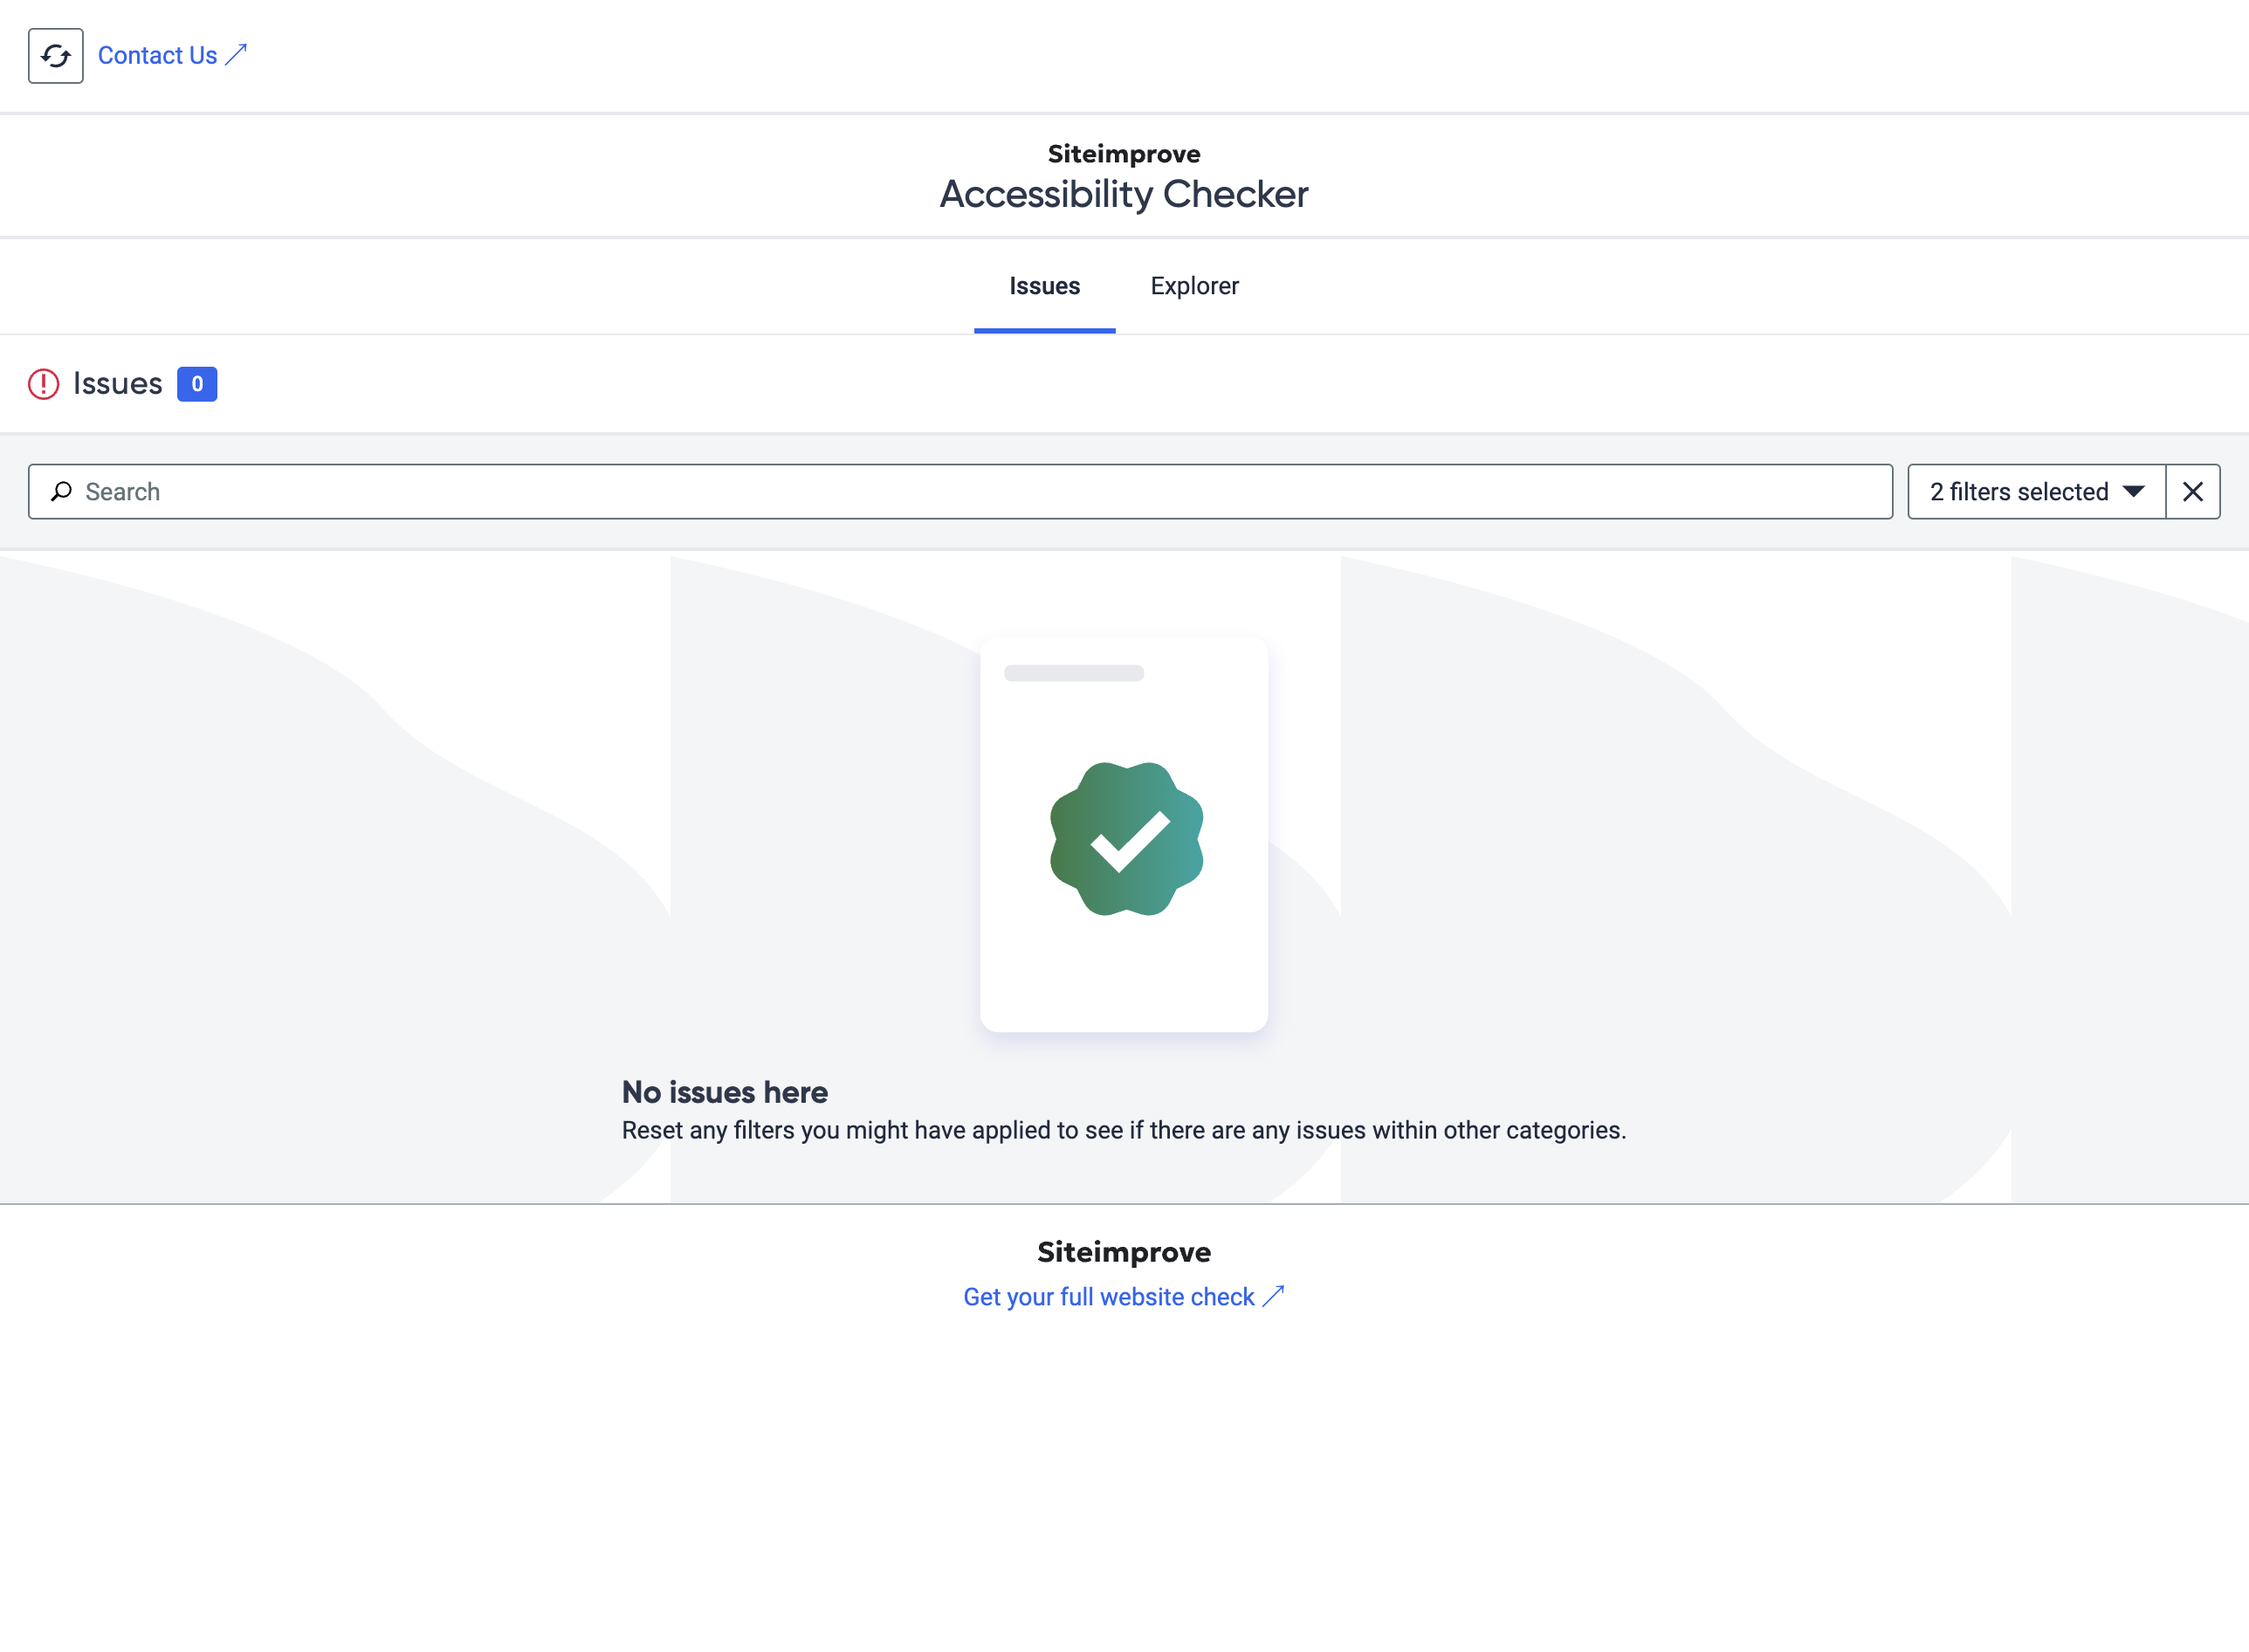 Contact Us
Siteimprove
Accessibility Checker
Issues Explorer
Issues 0
Search 2 filters selected
No issues here
Reset any filters you might have applied to see if there are any issues within other categories.
Siteimprove
Get your full website check